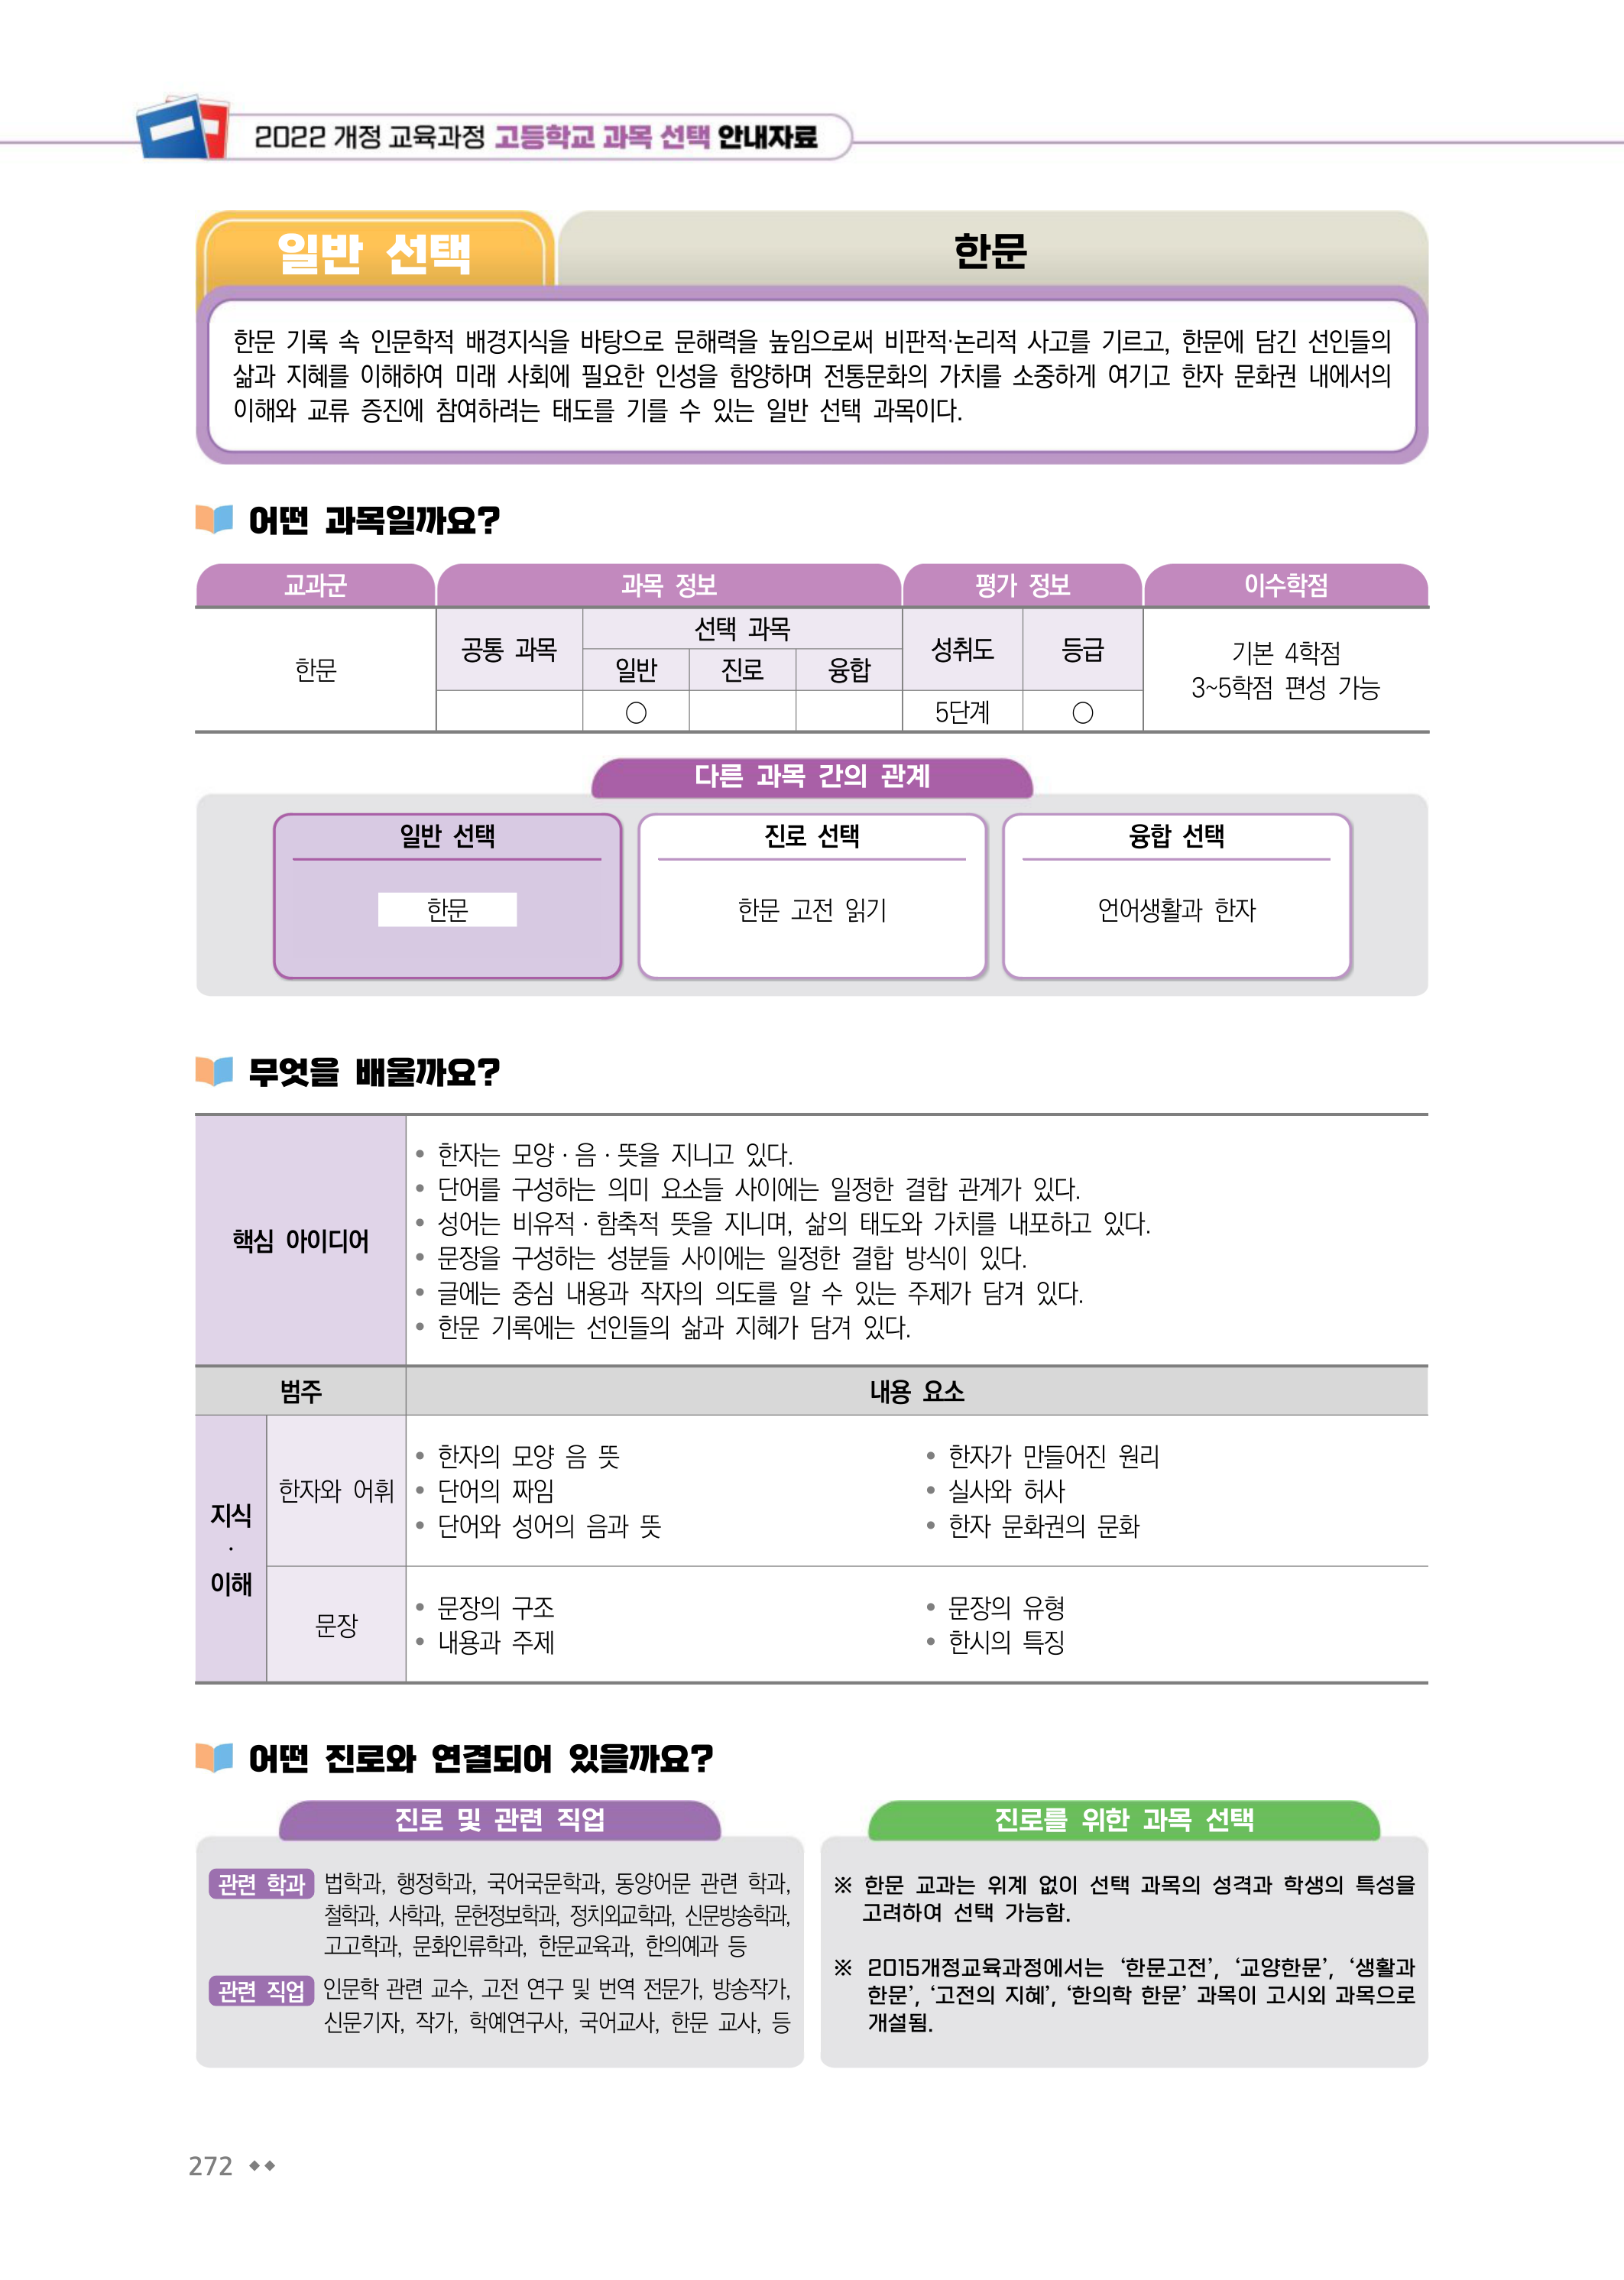 2022 개정 교육과정 고등학교 과목 선택 안내자료
일반 선택
한문
한문 기록 속 인문학적 배경지식을 바탕으로 문해력을 높임으로써 비판적·논리적 사고를 기르고, 한문에 담긴 선인들의
삶과 지혜를 이해하여 미래 사회에 필요한 인성을 함양하며 전통문화의 가치를 소중하게 여기고 한자 문화권 내에서의
이해와 교류 증진에 참여하려는 태도를 기를 수 있는 일반 선택 과목이다.
어떤 과목일까요?
교과군 과목 정보 평가 정보 이수학점
한문
공통 과목
선택 과목
일반 진로 융합
성취도 등급
○ 5단계 ○
기본 4학점
3~5학점 편성 가능
다른 과목 간의 관계
일반 선택 진로 선택 융합 선택
한문 한문 고전 읽기 언어생활과 한자
무엇을 배울까요?
핵심 아이디어
• 한자는 모양·음·뜻을 지니고 있다.
• 단어를 구성하는 의미 요소들 사이에는 일정한 결합 관계가 있다.
• 성어는 비유적·함축적 뜻을 지니며, 삶의 태도와 가치를 내포하고 있다.
• 문장을 구성하는 성분들 사이에는 일정한 결합 방식이 있다.
• 글에는 중심 내용과 작자의 의도를 알 수 있는 주제가 담겨 있다.
• 한문 기록에는 선인들의 삶과 지혜가 담겨 있다.
범주 내용 요소
지식
·
이해
한자와 어휘
• 한자의 모양 음 뜻 • 한자가 만들어진 원리
• 단어의 짜임 • 실사와 허사
• 단어와 성어의 음과 뜻 • 한자 문화권의 문화
문장
• 문장의 구조 • 문장의 유형
• 내용과 주제 • 한시의 특징
어떤 진로와 연결되어 있을까요?
진로 및 관련 직업
관련 학과 법학과, 행정학과, 국어국문학과, 동양어문 관련 학과,
철학과, 사학과, 문헌정보학과, 정치외교학과, 신문방송학과,
고고학과, 문화인류학과, 한문교육과, 한의예과 등
관련 직업 인문학 관련 교수, 고전 연구 및 번역 전문가, 방송작가,
신문기자, 작가, 학예연구사, 국어교사, 한문 교사, 등
진로를 위한 과목 선택
※ 한문 교과는 위계 없이 선택 과목의 성격과 학생의 특성을
고려하여 선택 가능함.
※ 2015개정교육과정에서는 ‘한문고전’, ‘교양한문’, ‘생활과
한문’, ‘고전의 지혜’, ‘한의학 한문’ 과목이 고시외 과목으로
개설됨.
272 ◆◆